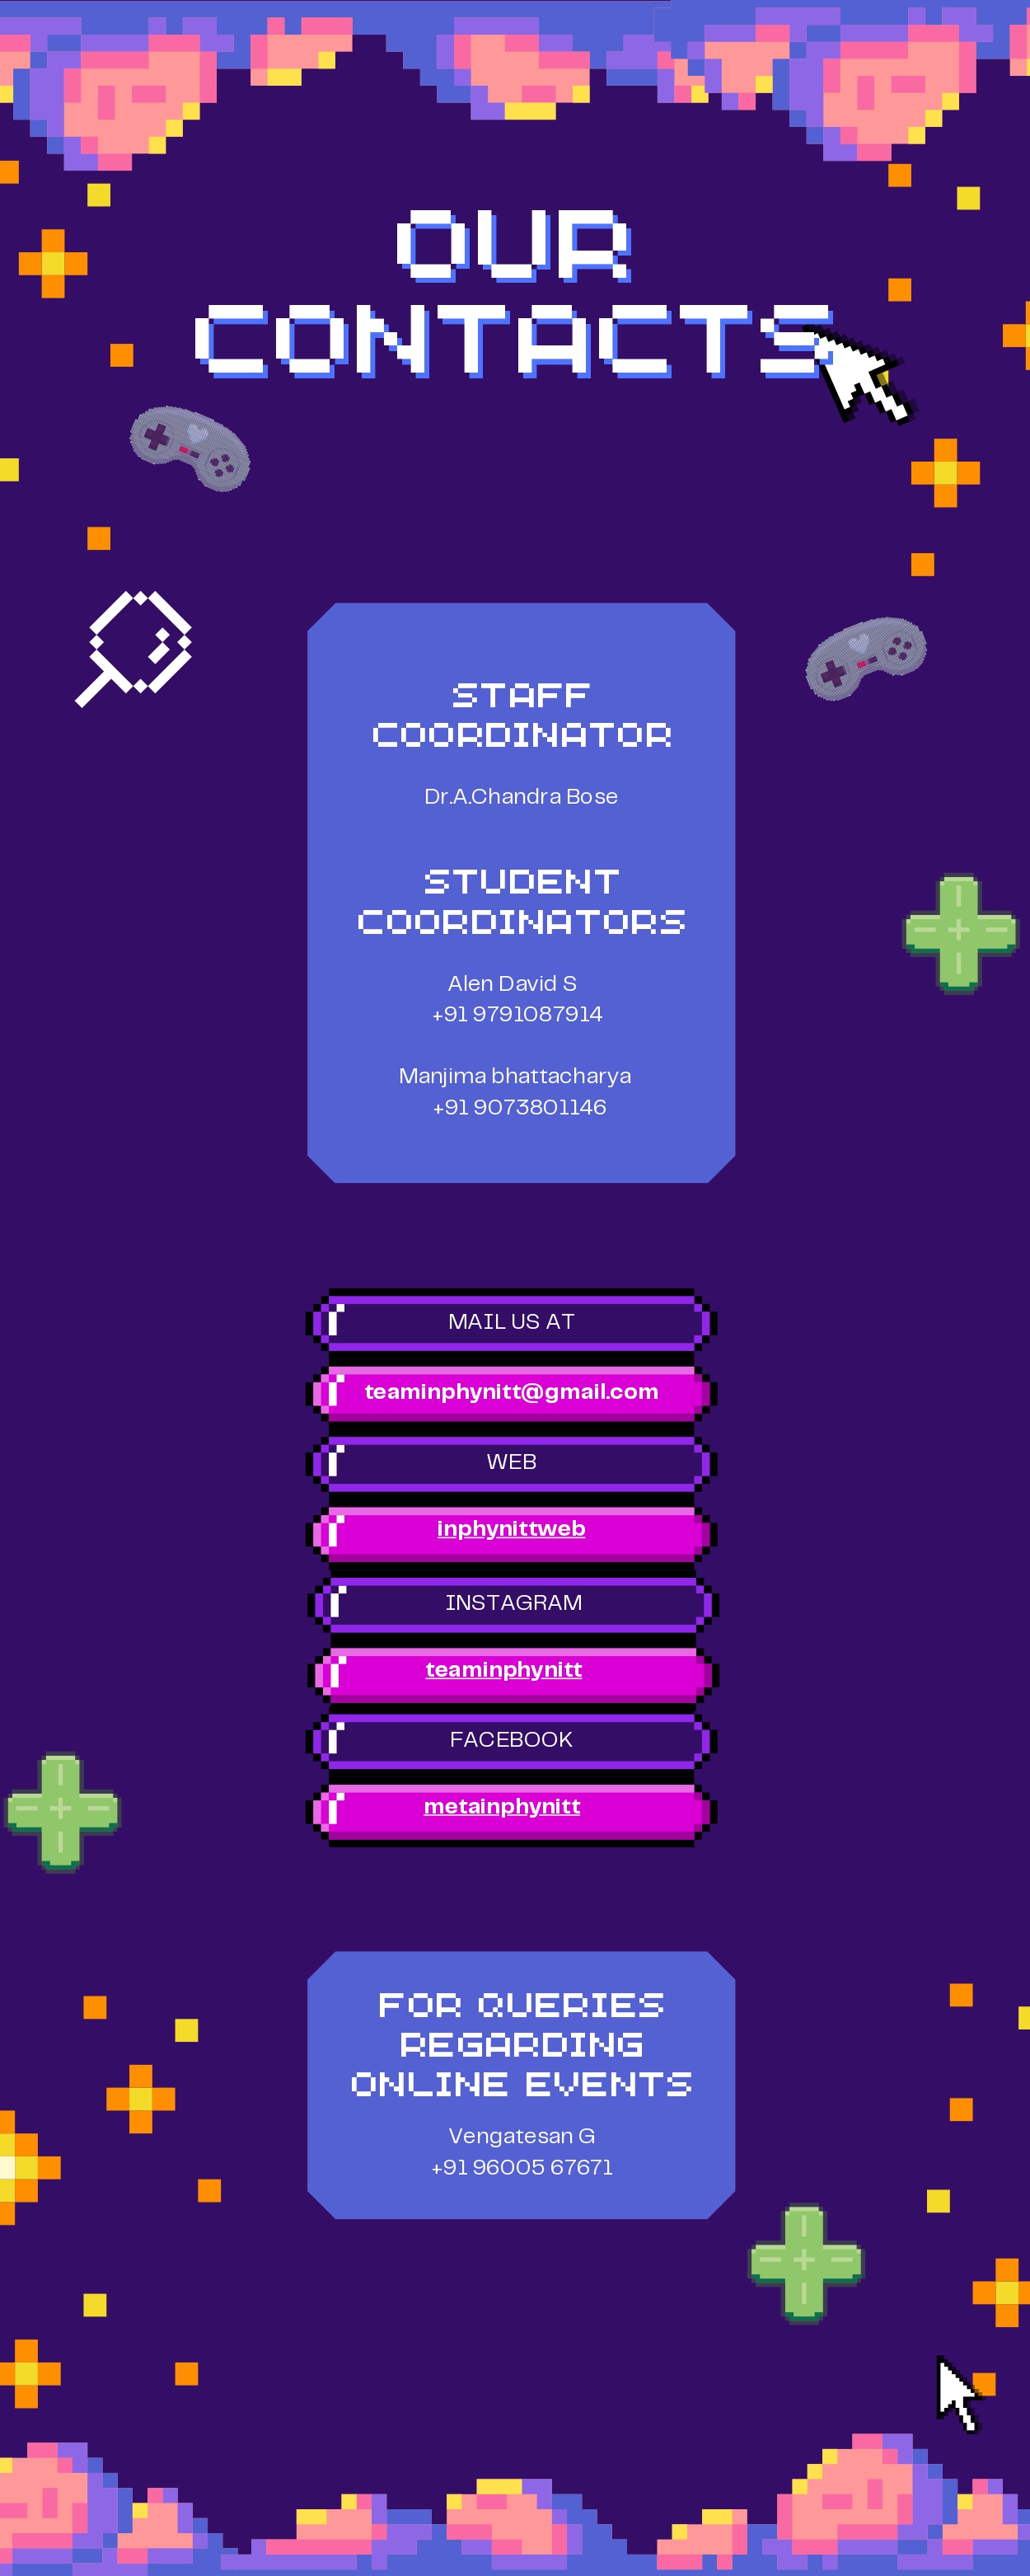 OUR
CONTACTS
STAFF
COORDINATOR
Dr.A.Chandra Bose
STUDENT
COORDINATORS
Alen David S
+91 9791087914
Manjima bhattacharya
+91 9073801146
MAIL US AT
teaminphynitt@gmail.com
WEB
inphynittweb
INSTAGRAM
teaminphynitt
FACEBOOK
metainphynitt
FOR QUERIES
REGARDING
ONLINE EVENTS
Vengatesan G
+91 96005 67671